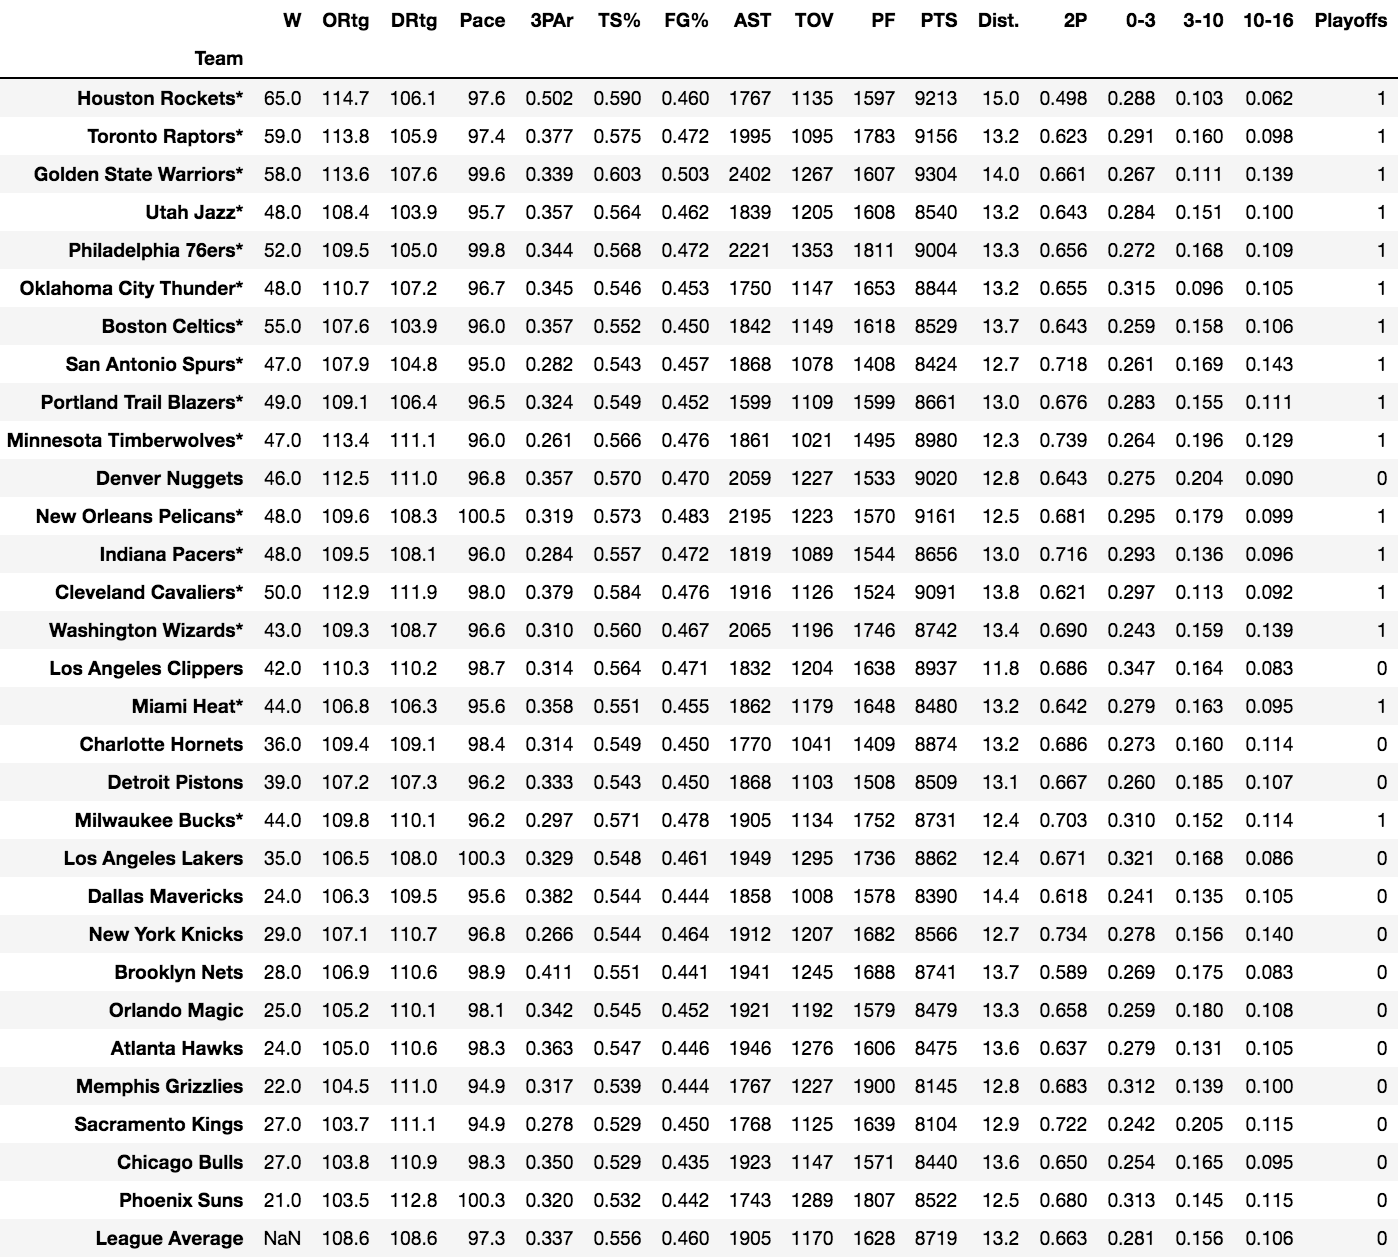 W ORtg DRtg Pace 3PAr TS% FG% AST TOV PF PTS Dist. 2P 0-3 3-10 10-16 Playoffs
Team
Houston Rockets* 65.0 114.7 106.1 97.6 0.502 0.590 0.460 1767 1135 1597 9213 15.0 0.498 0.288 0.103 0.062 1
Toronto Raptors* 59.0 113.8 105.9 97.4 0.377 0.575 0.472 1995 1095 1783 9156 13.2 0.623 0.291 0.160 0.098 1
Golden State Warriors* 58.0 113.6 107.6 99.6 0.339 0.603 0.503 2402 1267 1607 9304 14.0 0.661 0.267 0.111 0.139 1
Utah Jazz* 48.0 108.4 103.9 95.7 0.357 0.564 0.462 1839 1205 1608 8540 13.2 0.643 0.284 0.151 0.100 1
Philadelphia 76ers* 52.0 109.5 105.0 99.8 0.344 0.568 0.472 2221 1353 1811 9004 13.3 0.656 0.272 0.168 0.109 1
Oklahoma City Thunder* 48.0 110.7 107.2 96.7 0.345 0.546 0.453 1750 1147 1653 8844 13.2 0.655 0.315 0.096 0.105 1
Boston Celtics* 55.0 107.6 103.9 96.0 0.357 0.552 0.450 1842 1149 1618 8529 13.7 0.643 0.259 0.158 0.106 1
San Antonio Spurs* 47.0 107.9 104.8 95.0 0.282 0.543 0.457 1868 1078 1408 8424 12.7 0.718 0.261 0.169 0.143 1
Portland Trail Blazers* 49.0 109.1 106.4 96.5 0.324 0.549 0.452 1599 1109 1599 8661 13.0 0.676 0.283 0.155 0.111 1
Minnesota Timberwolves* 47.0 113.4 111.1 96.0 0.261 0.566 0.476 1861 1021 1495 8980 12.3 0.739 0.264 0.196 0.129 1
Denver Nuggets 46.0 112.5 111.0 96.8 0.357 0.570 0.470 2059 1227 1533 9020 12.8 0.643 0.275 0.204 0.090 0
New Orleans Pelicans* 48.0 109.6 108.3 100.5 0.319 0.573 0.483 2195 1223 1570 9161 12.5 0.681 0.295 0.179 0.099 1
Indiana Pacers* 48.0 109.5 108.1 96.0 0.284 0.557 0.472 1819 1089 1544 8656 13.0 0.716 0.293 0.136 0.096 1
Cleveland Cavaliers* 50.0 112.9 111.9 98.0 0.379 0.584 0.476 1916 1126 1524 9091 13.8 0.621 0.297 0.113 0.092 1
Washington Wizards* 43.0 109.3 108.7 96.6 0.310 0.560 0.467 2065 1196 1746 8742 13.4 0.690 0.243 0.159 0.139 1
Los Angeles Clippers 42.0 110.3 110.2 98.7 0.314 0.564 0.471 1832 1204 1638 8937 11.8 0.686 0.347 0.164 0.083 0
Miami Heat* 44.0 106.8 106.3 95.6 0.358 0.551 0.455 1862 1179 1648 8480 13.2 0.642 0.279 0.163 0.095 1
Charlotte Hornets 36.0 109.4 109.1 98.4 0.314 0.549 0.450 1770 1041 1409 8874 13.2 0.686 0.273 0.160 0.114 0
Detroit Pistons 39.0 107.2 107.3 96.2 0.333 0.543 0.450 1868 1103 1508 8509 13.1 0.667 0.260 0.185 0.107 0
Milwaukee Bucks* 44.0 109.8 110.1 96.2 0.297 0.571 0.478 1905 1134 1752 8731 12.4 0.703 0.310 0.152 0.114 1
Los Angeles Lakers 35.0 106.5 108.0 100.3 0.329 0.548 0.461 1949 1295 1736 8862 12.4 0.671 0.321 0.168 0.086 0
Dallas Mavericks 24.0 106.3 109.5 95.6 0.382 0.544 0.444 1858 1008 1578 8390 14.4 0.618 0.241 0.135 0.105 0
New York Knicks 29.0 107.1 110.7 96.8 0.266 0.544 0.464 1912 1207 1682 8566 12.7 0.734 0.278 0.156 0.140 0
Brooklyn Nets 28.0 106.9 110.6 98.9 0.411 0.551 0.441 1941 1245 1688 8741 13.7 0.589 0.269 0.175 0.083 0
Orlando Magic 25.0 105.2 110.1 98.1 0.342 0.545 0.452 1921 1192 1579 8479 13.3 0.658 0.259 0.180 0.108 0
Atlanta Hawks 24.0 105.0 110.6 98.3 0.363 0.547 0.446 1946 1276 1606 8475 13.6 0.637 0.279 0.131 0.105 0
Memphis Grizzlies 22.0 104.5 111.0 94.9 0.317 0.539 0.444 1767 1227 1900 8145 12.8 0.683 0.312 0.139 0.100 0
Sacramento Kings 27.0 103.7 111.1 94.9 0.278 0.529 0.450 1768 1125 1639 8104 12.9 0.722 0.242 0.205 0.115 0
Chicago Bulls 27.0 103.8 110.9 98.3 0.350 0.529 0.435 1923 1147 1571 8440 13.6 0.650 0.254 0.165 0.095 0
Phoenix Suns 21.0 103.5 112.8 100.3 0.320 0.532 0.442 1743 1289 1807 8522 12.5 0.680 0.313 0.145 0.115 0
League Average NaN 108.6 108.6 97.3 0.337 0.556 0.460 1905 1170 1628 8719 13.2 0.663 0.281 0.156 0.106 0